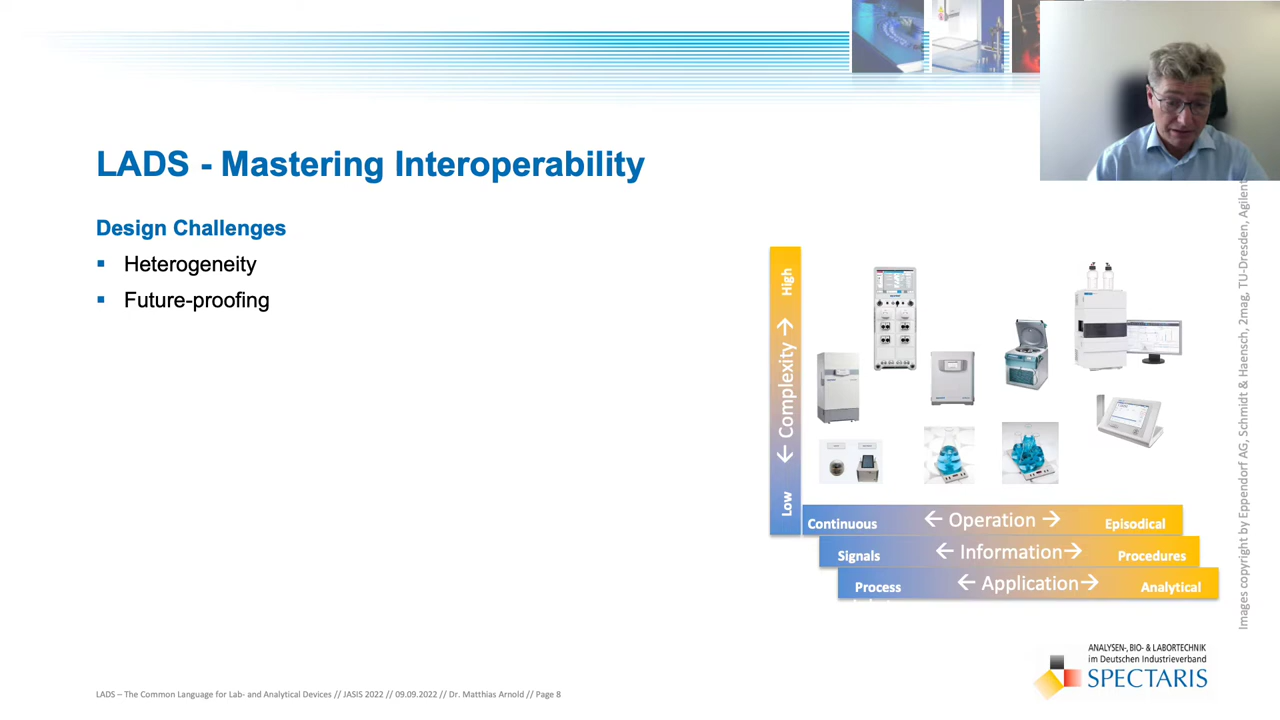 LADS - Mastering Interoperability
Design Challenges
Heterogeneity
Future-proofing
Low ← Complexity → High
Continuous ← Operation → Episodical
Signals ← Information → Procedures
Process ← Application → Analytical
Images copyright by Eppendorf AG, Schmidt & Haensch, 2mag, TU-Dresden, Agilent
ANALYSEN-, BIO- & LABORTECHNIK
im Deutschen Industrieverband
SPECTARIS
LADS – The Common Language for Lab- and Analytical Devices // JASIS 2022 // 09.09.2022 // Dr. Matthias Arnold // Page 8